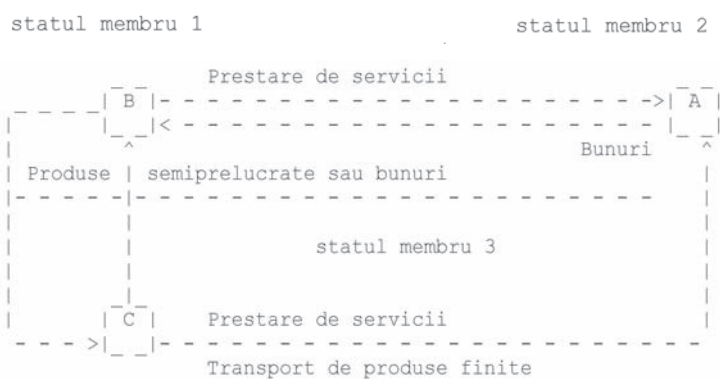 statul membru 1 statul membru 2
Prestare de servicii
B A
Bunuri
Produse semiprelucrate sau bunuri
statul membru 3
C Prestare de servicii
Transport de produse finite